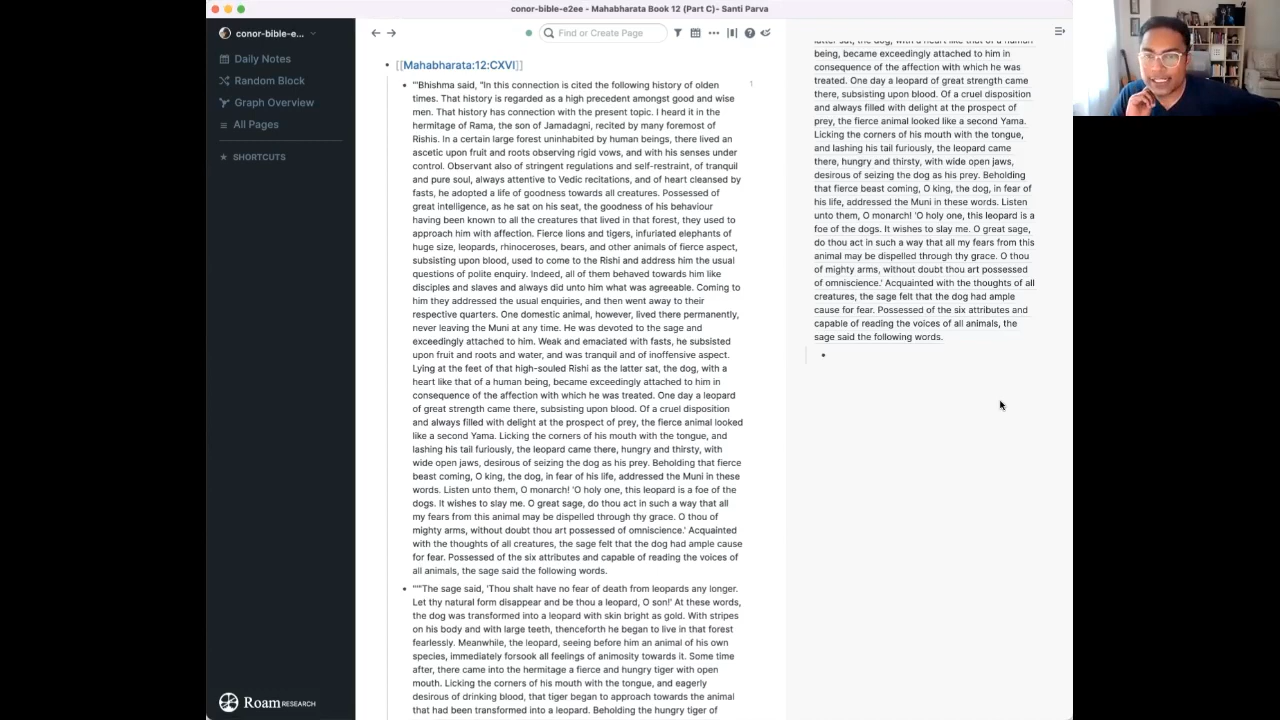 conor-bible-e2ee - Mahabharata Book 12 (Part C)- Santi Parva
conor-bible-e...
Daily Notes
Random Block
Graph Overview
All Pages
SHORTCUTS
Roam RESEARCH
Find or Create Page
[[Mahabharata:12:CXVI]]
"'Bhishma said, "In this connection is cited the following history of olden
times. That history is regarded as a high precedent amongst good and wise
men. That history has connection with the present topic. I heard it in the
hermitage of Rama, the son of Jamadagni, recited by many foremost of
Rishis. In a certain large forest uninhabited by human beings, there lived an
ascetic upon fruit and roots observing rigid vows, and with his senses under
control. Observant also of stringent regulations and self-restraint, of tranquil
and pure soul, always attentive to Vedic recitations, and of heart cleansed by
fasts, he adopted a life of goodness towards all creatures. Possessed of
great intelligence, as he sat on his seat, the goodness of his behaviour
having been known to all the creatures that lived in that forest, they used to
approach him with affection. Fierce lions and tigers, infuriated elephants of
huge size, leopards, rhinoceroses, bears, and other animals of fierce aspect,
subsisting upon blood, used to come to the Rishi and address him the usual
questions of polite enquiry. Indeed, all of them behaved towards him like
disciples and slaves and always did unto him what was agreeable. Coming to
him they addressed the usual enquiries, and then went away to their
respective quarters. One domestic animal, however, lived there permanently,
never leaving the Muni at any time. He was devoted to the sage and
exceedingly attached to him. Weak and emaciated with fasts, he subsisted
upon fruit and roots and water, and was tranquil and of inoffensive aspect.
Lying at the feet of that high-souled Rishi as the latter sat, the dog, with a
heart like that of a human being, became exceedingly attached to him in
consequence of the affection with which he was treated. One day a leopard
of great strength came there, subsisting upon blood. Of a cruel disposition
and always filled with delight at the prospect of prey, the fierce animal looked
like a second Yama. Licking the corners of his mouth with the tongue, and
lashing his tail furiously, the leopard came there, hungry and thirsty, with
wide open jaws, desirous of seizing the dog as his prey. Beholding that fierce
beast coming, O king, the dog, in fear of his life, addressed the Muni in these
words. Listen unto them, O monarch! 'O holy one, this leopard is a foe of the
dogs. It wishes to slay me. O great sage, do thou act in such a way that all
my fears from this animal may be dispelled through thy grace. O thou of
mighty arms, without doubt thou art possessed of omniscience.' Acquainted
with the thoughts of all creatures, the sage felt that the dog had ample cause
for fear. Possessed of the six attributes and capable of reading the voices of
all animals, the sage said the following words.
1
"'"The sage said, 'Thou shalt have no fear of death from leopards any longer.
Let thy natural form disappear and be thou a leopard, O son!' At these words,
the dog was transformed into a leopard with skin bright as gold. With stripes
on his body and with large teeth, thenceforth he began to live in that forest
fearlessly. Meanwhile, the leopard, seeing before him an animal of his own
species, immediately forsook all feelings of animosity towards it. Some time
after, there came into the hermitage a fierce and hungry tiger with open
mouth. Licking the corners of his mouth with the tongue, and eagerly
desirous of drinking blood, that tiger began to approach towards the animal
that had been transformed into a leopard. Beholding the hungry tiger of
latter sat, the dog, with a heart like that of a human
being, became exceedingly attached to him in
consequence of the affection with which he was
treated. One day a leopard of great strength came
there, subsisting upon blood. Of a cruel disposition
and always filled with delight at the prospect of
prey, the fierce animal looked like a second Yama.
Licking the corners of his mouth with the tongue,
and lashing his tail furiously, the leopard came
there, hungry and thirsty, with wide open jaws,
desirous of seizing the dog as his prey. Beholding
that fierce beast coming, O king, the dog, in fear of
his life, addressed the Muni in these words. Listen
unto them, O monarch! 'O holy one, this leopard is a
foe of the dogs. It wishes to slay me. O great sage,
do thou act in such a way that all my fears from this
animal may be dispelled through thy grace. O thou
of mighty arms, without doubt thou art possessed
of omniscience.' Acquainted with the thoughts of all
creatures, the sage felt that the dog had ample
cause for fear. Possessed of the six attributes and
capable of reading the voices of all animals, the
sage said the following words.